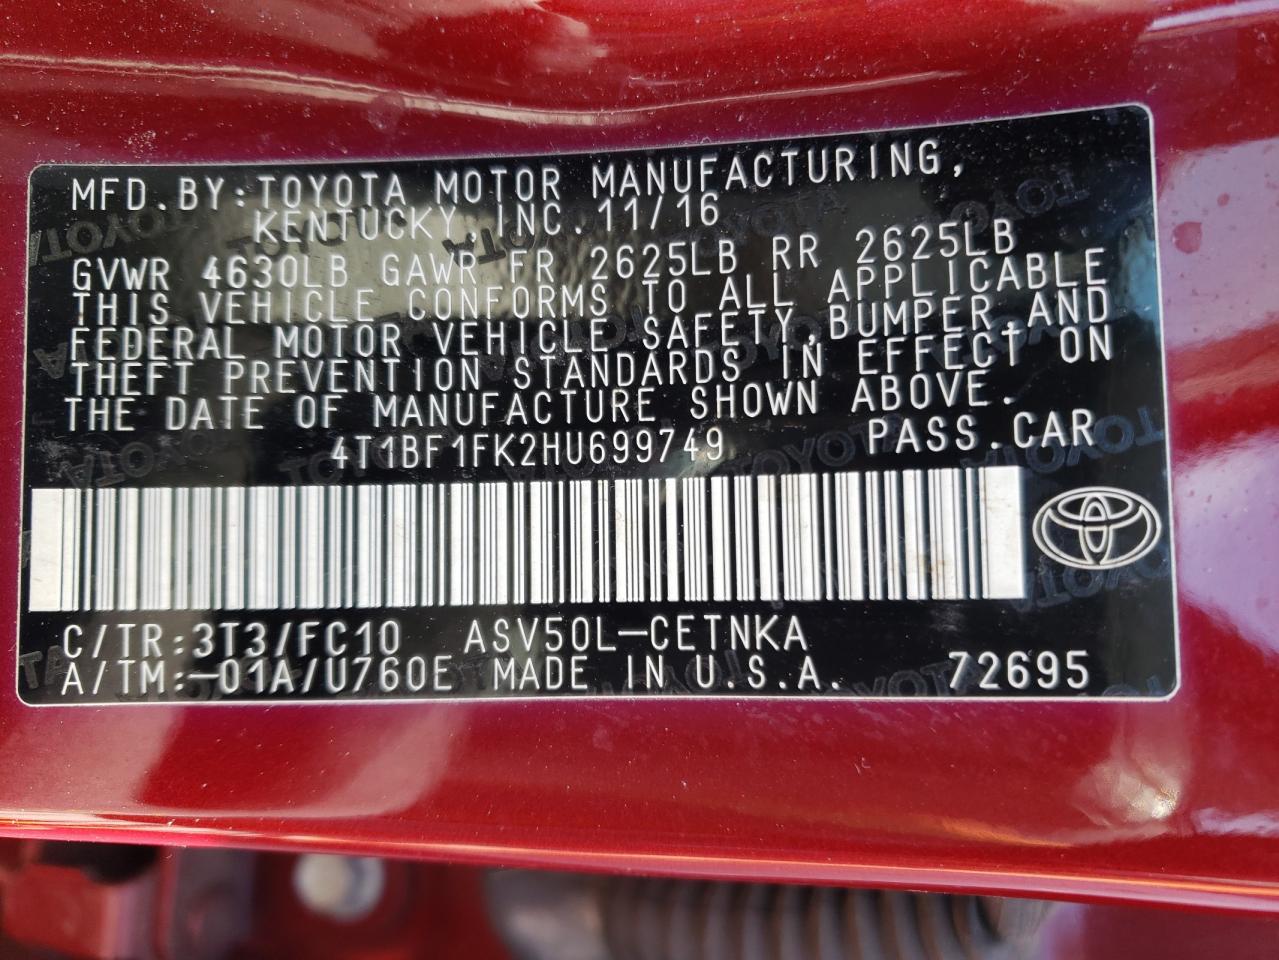 MFD.BY:TOYOTA MOTOR MANUFACTURING,
KENTUCKY,INC.11/16
GVWR 4630LB GAWR FR 2625LB RR 2625LB
THIS VEHICLE CONFORMS TO ALL APPLICABLE
FEDERAL MOTOR VEHICLE SAFETY,BUMPER,AND
THEFT PREVENTION STANDARDS IN EFFECT ON
THE DATE OF MANUFACTURE SHOWN ABOVE.
4T1BF1FK2HU699749 PASS.CAR
C/TR:3T3/FC10 ASV50L-CETNKA
A/TM:-01A/U760E MADE IN U.S.A. 72695